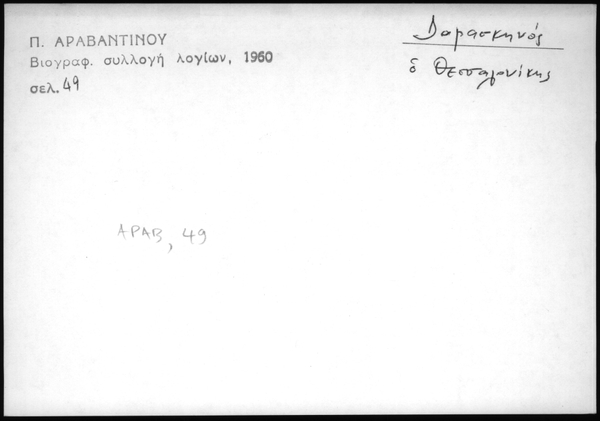 Π. ΑΡΑΒΑΝΤΙΝΟΥ
Βιογραφ. συλλογή λογίων, 1960
σελ. 49
Δαμασκηνός
ὁ Θεσσαλονίκης
ΑΡΑΒ, 49